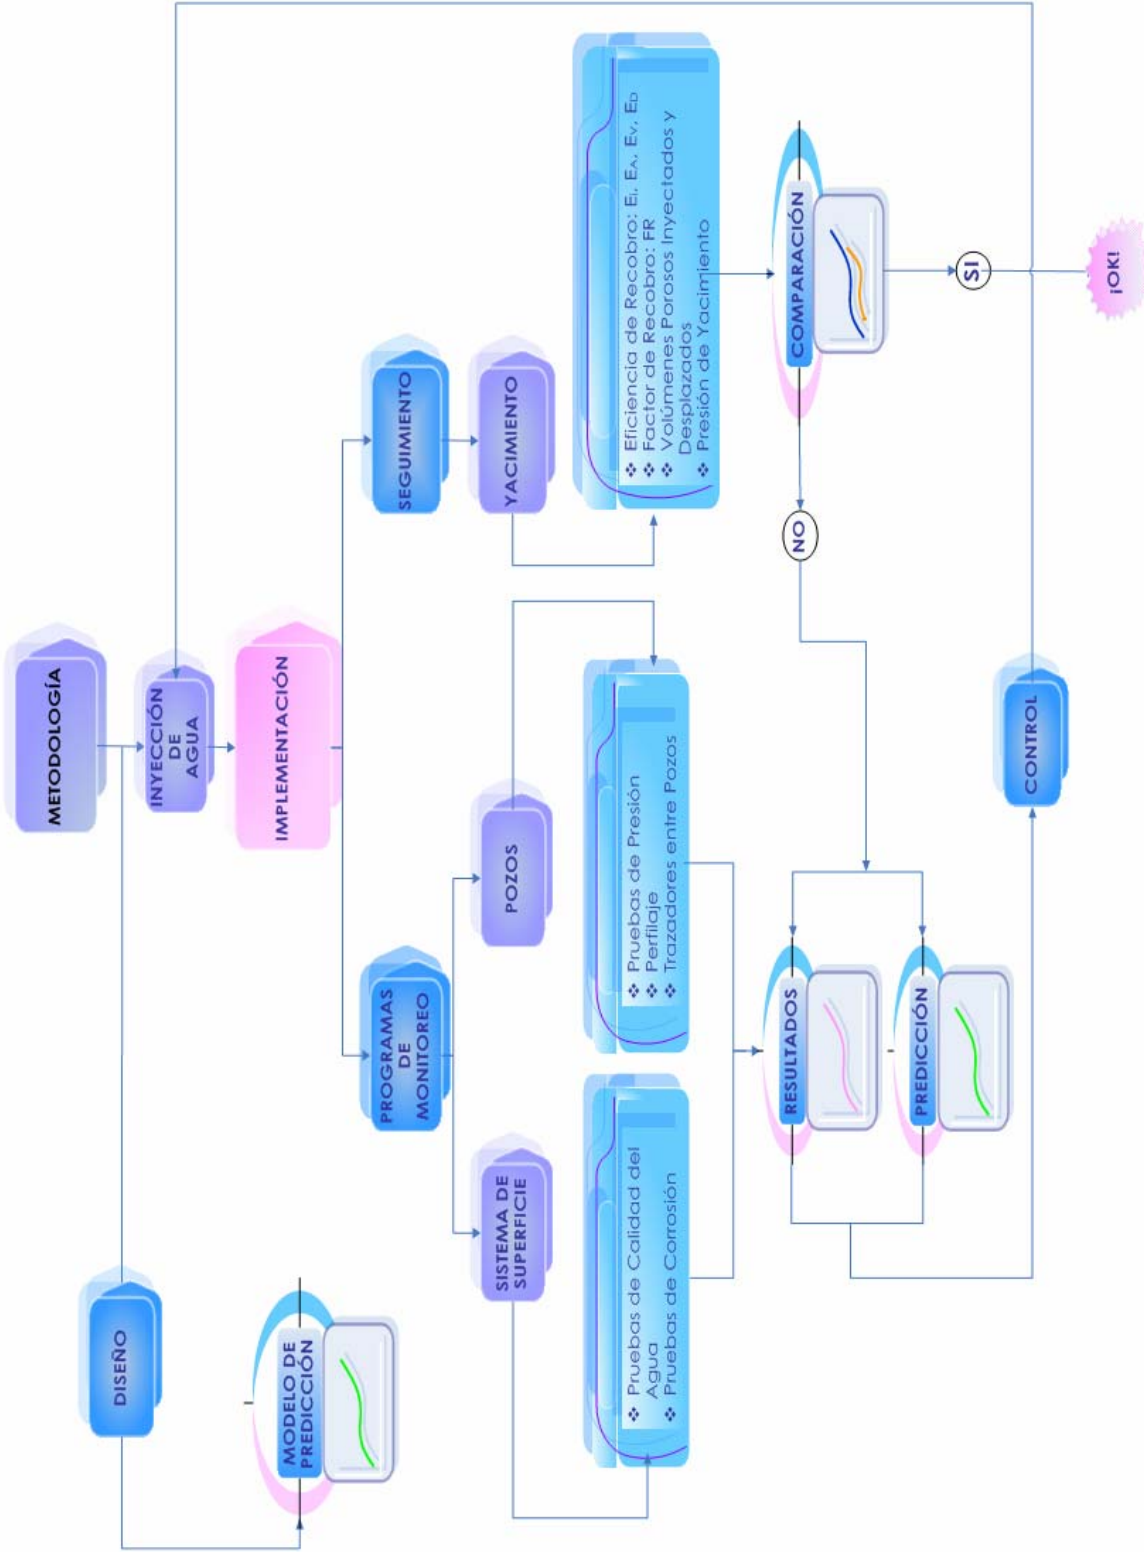 METODOLOGÍA
DISEÑO
INYECCIÓN
DE
AGUA
MODELO DE
PREDICCIÓN
IMPLEMENTACIÓN
PROGRAMAS
DE
MONITOREO
SEGUIMIENTO
SISTEMA DE
SUPERFICIE
POZOS
YACIMIENTO
❖ Pruebas de Calidad del
Agua
❖ Pruebas de Corrosión
❖ Pruebas de Presión
❖ Perfilaje
❖ Trazadores entre Pozos
❖ Eficiencia de Recobro: EI, EA, EV, ED
❖ Factor de Recobro: FR
❖ Volúmenes Porosos Inyectados y
Desplazados
❖ Presión de Yacimiento
RESULTADOS
NO
COMPARACIÓN
PREDICCIÓN
SI
CONTROL
¡OK!